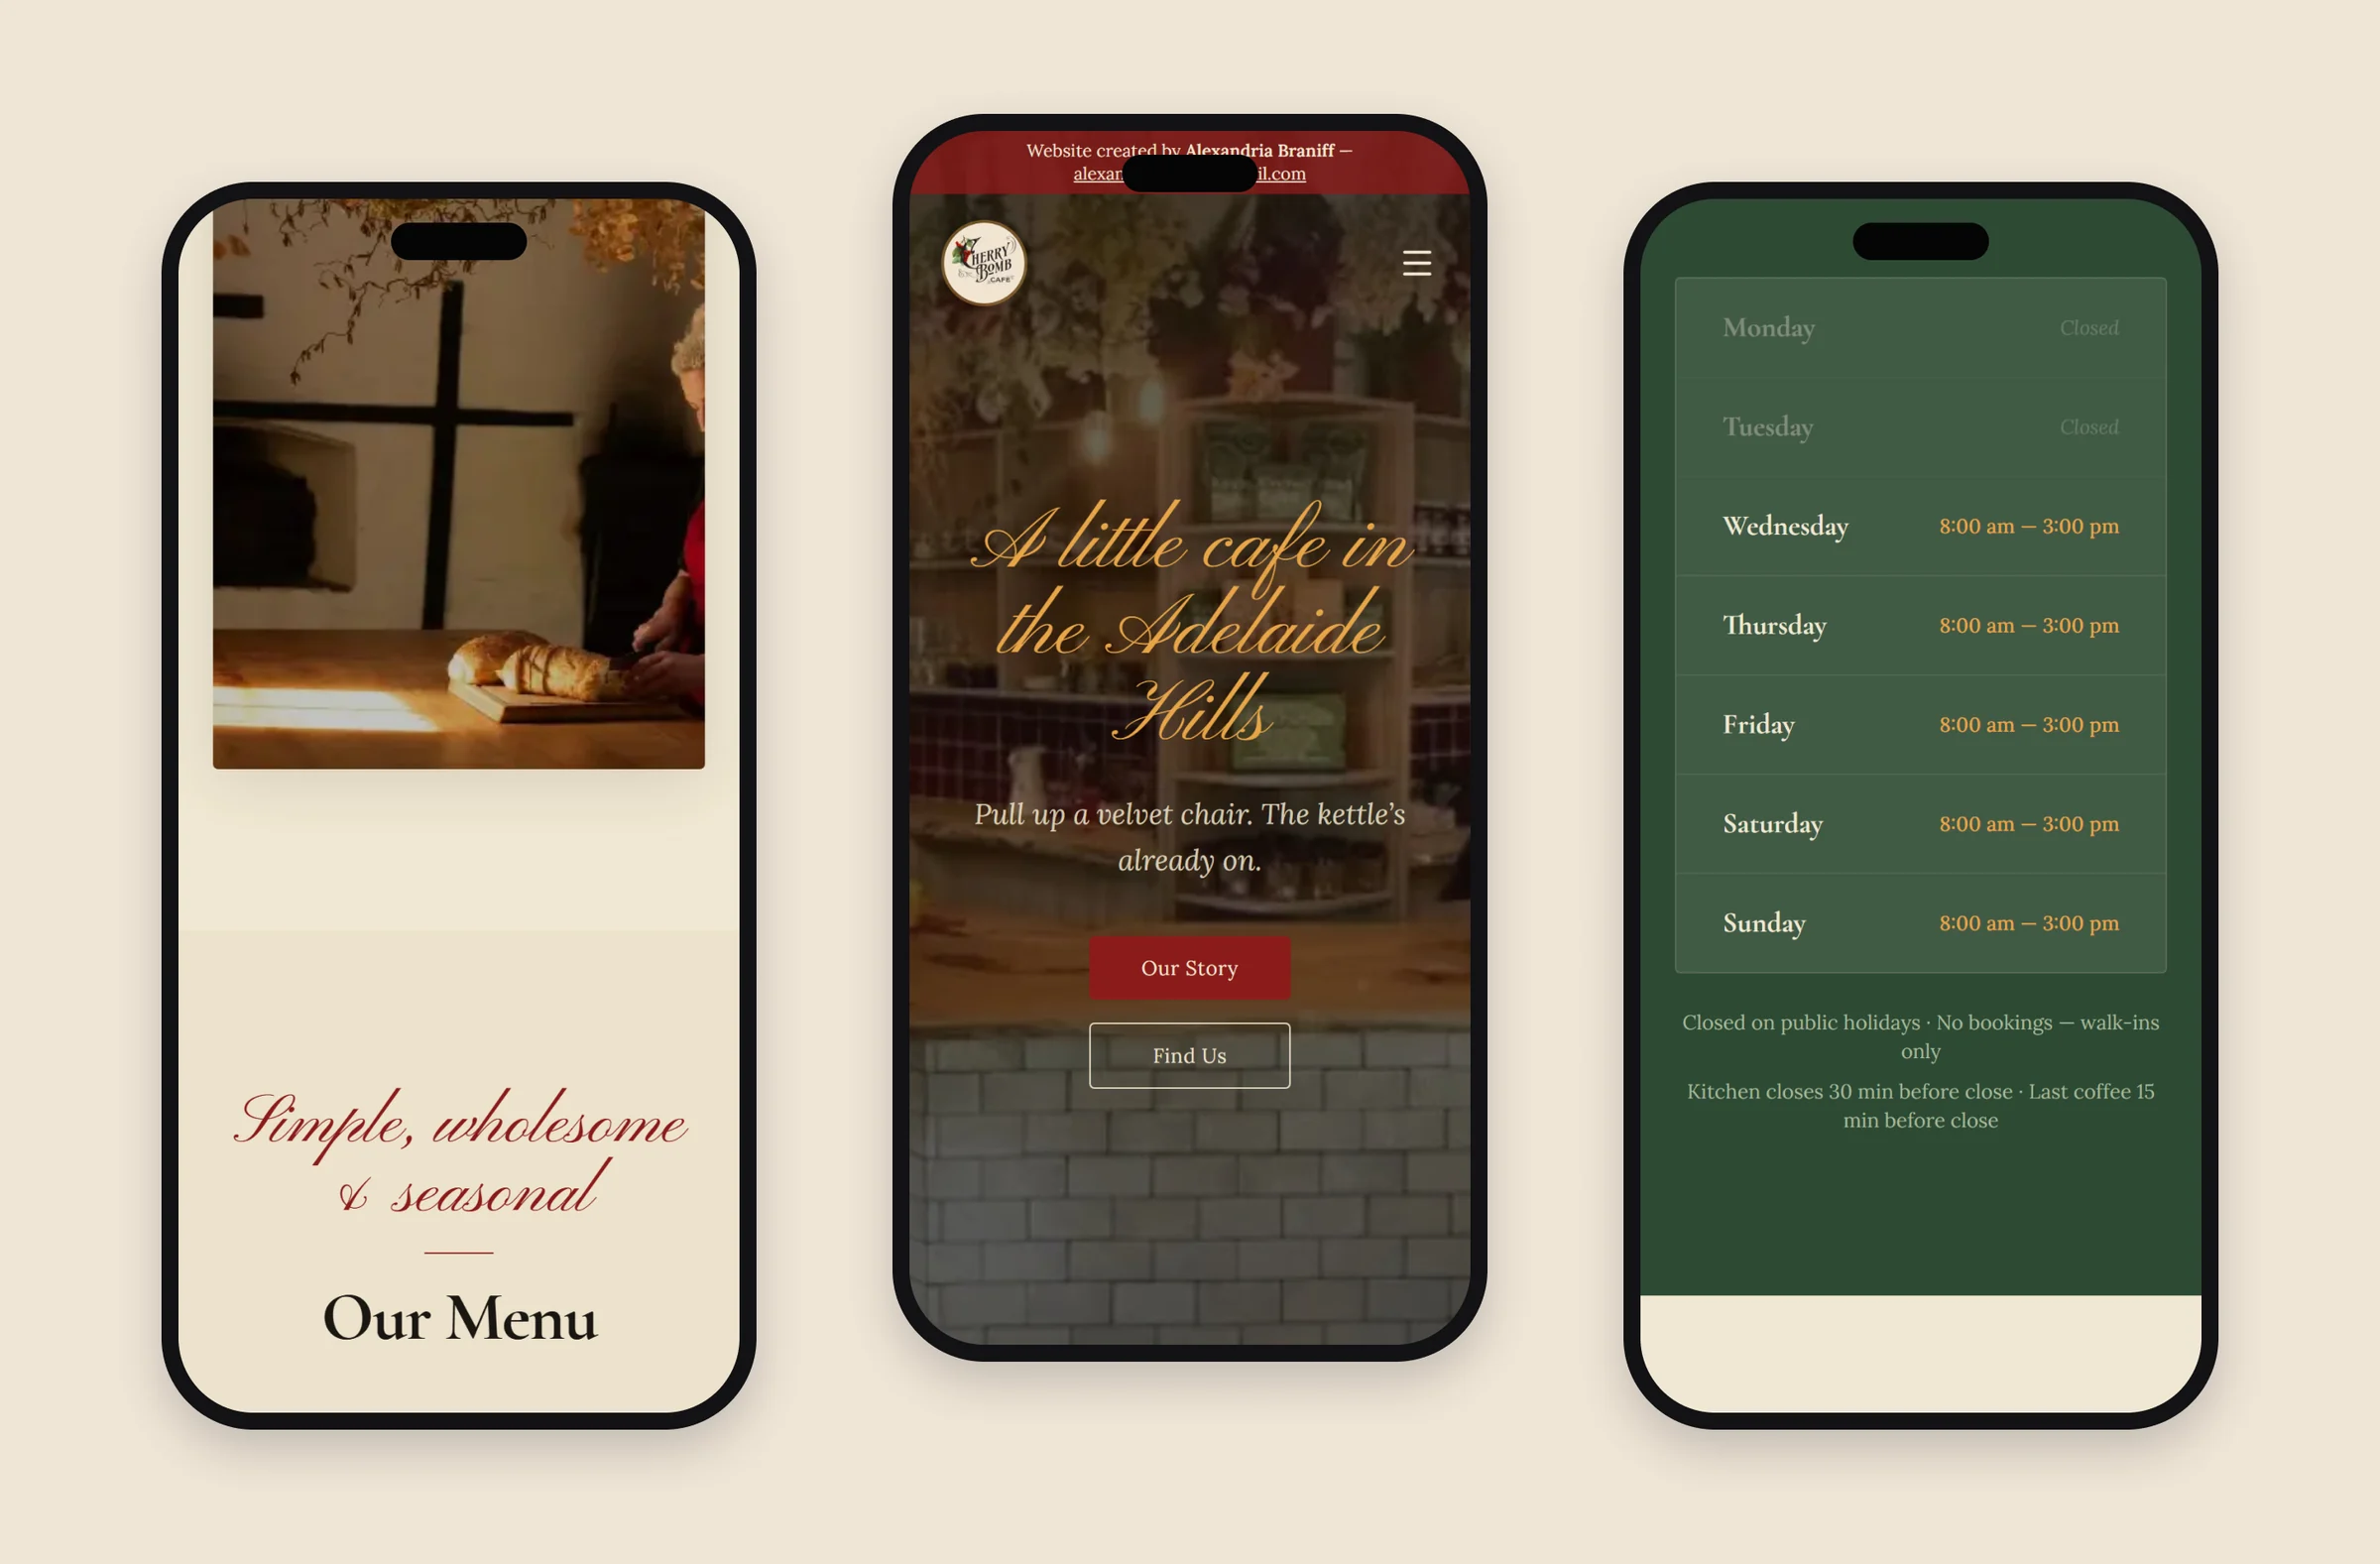 Simple, wholesome
& seasonal
Our Menu
Website created by Alexandria Braniff —
alexan il.com
CHERRY
BOMB
CAFE
A little cafe in
the Adelaide
Hills
Pull up a velvet chair. The kettle’s
already on.
Our Story
Find Us
Monday Closed
Tuesday Closed
Wednesday 8:00 am — 3:00 pm
Thursday 8:00 am — 3:00 pm
Friday 8:00 am — 3:00 pm
Saturday 8:00 am — 3:00 pm
Sunday 8:00 am — 3:00 pm
Closed on public holidays · No bookings — walk-ins
only
Kitchen closes 30 min before close · Last coffee 15
min before close